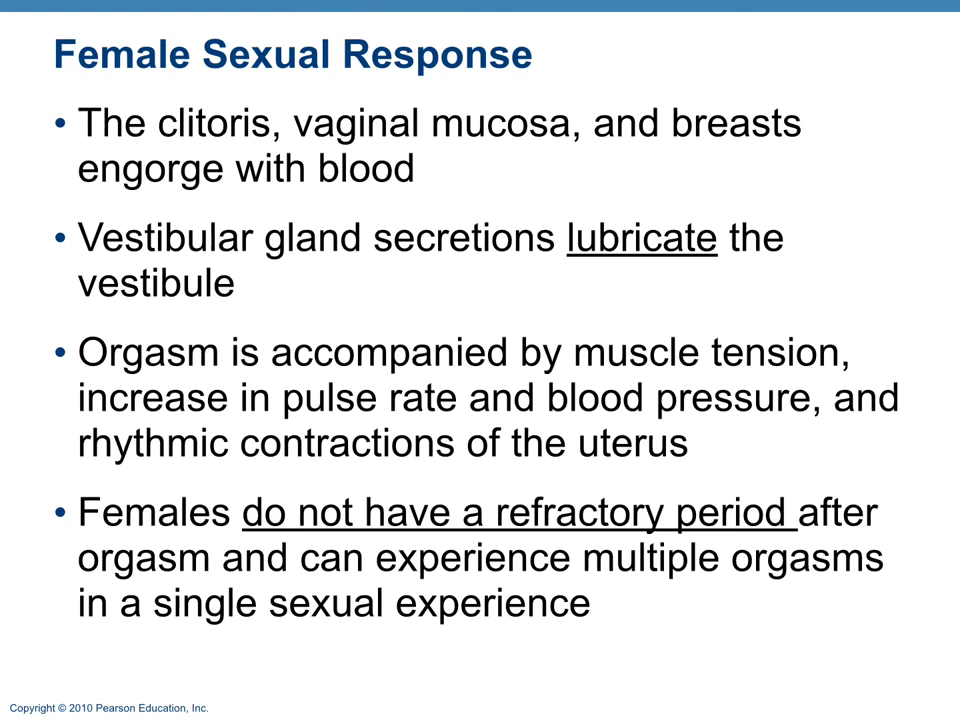 Female Sexual Response
• The clitoris, vaginal mucosa, and breasts
engorge with blood
• Vestibular gland secretions lubricate the
vestibule
• Orgasm is accompanied by muscle tension,
increase in pulse rate and blood pressure, and
rhythmic contractions of the uterus
• Females do not have a refractory period after
orgasm and can experience multiple orgasms
in a single sexual experience
Copyright © 2010 Pearson Education, Inc.